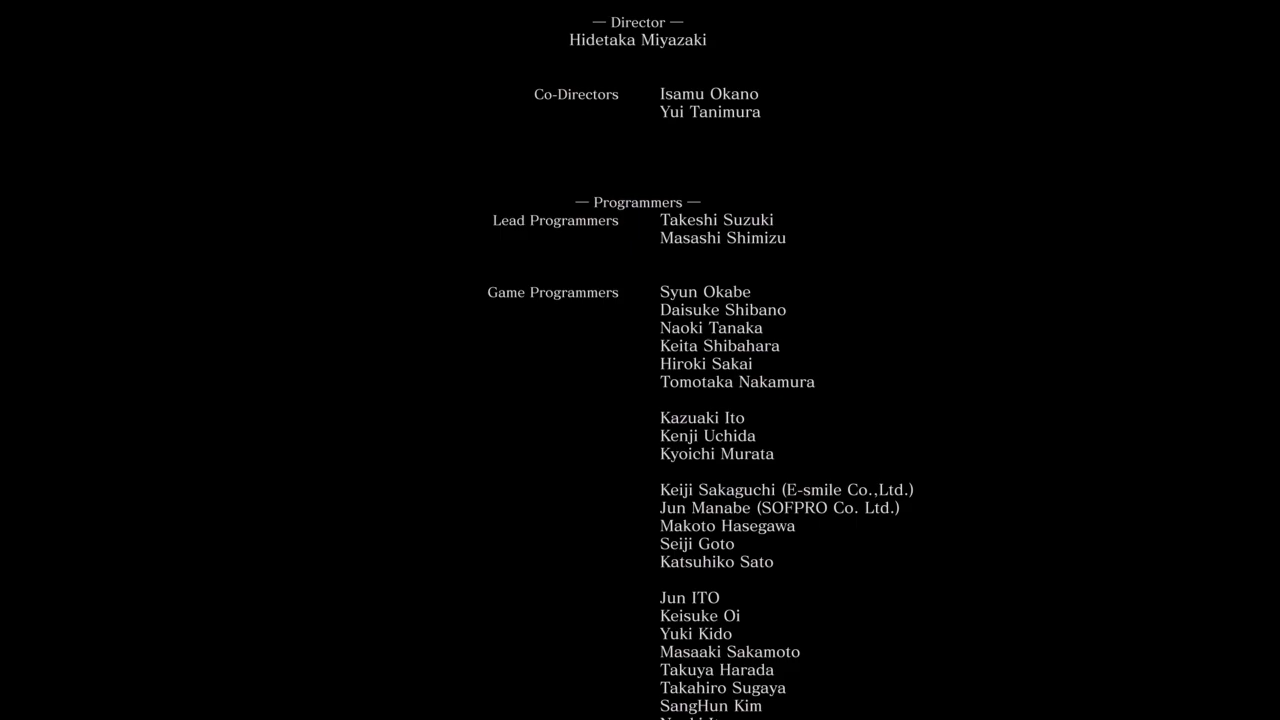 — Director —
Hidetaka Miyazaki
Co-Directors Isamu Okano
Yui Tanimura
— Programmers —
Lead Programmers Takeshi Suzuki
Masashi Shimizu
Game Programmers Syun Okabe
Daisuke Shibano
Naoki Tanaka
Keita Shibahara
Hiroki Sakai
Tomotaka Nakamura
Kazuaki Ito
Kenji Uchida
Kyoichi Murata
Keiji Sakaguchi (E-smile Co.,Ltd.)
Jun Manabe (SOFPRO Co. Ltd.)
Makoto Hasegawa
Seiji Goto
Katsuhiko Sato
Jun ITO
Keisuke Oi
Yuki Kido
Masaaki Sakamoto
Takuya Harada
Takahiro Sugaya
SangHun Kim